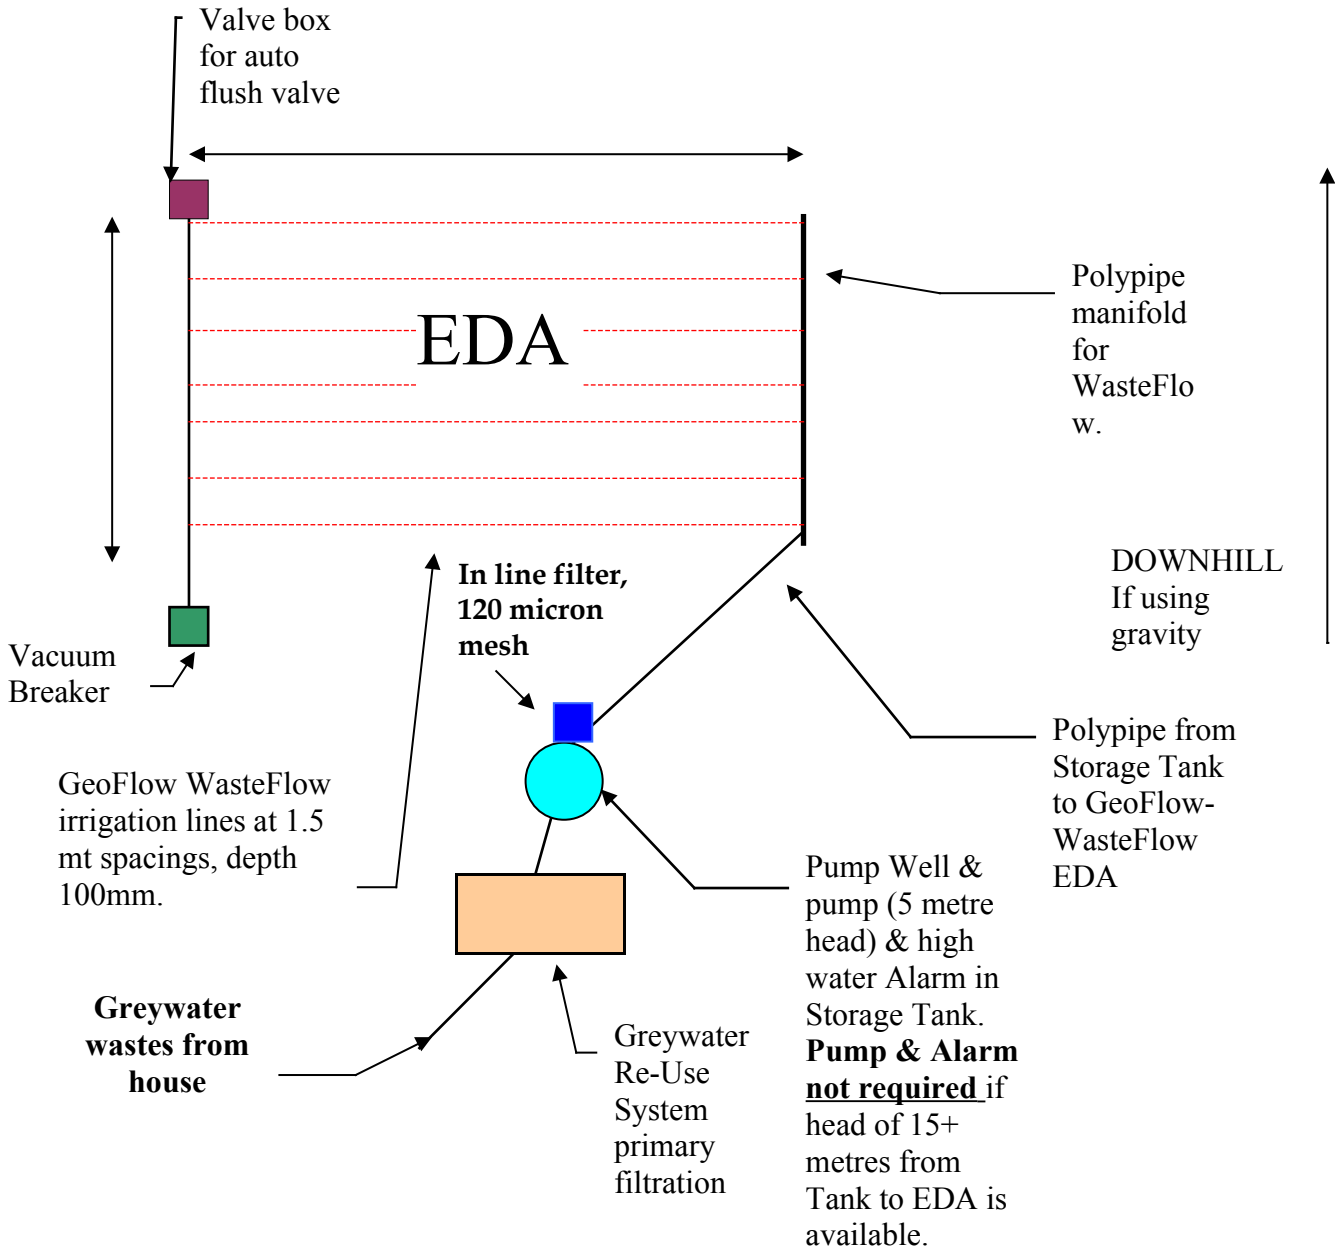 Valve box
for auto
flush valve
EDA
Polypipe
manifold
for
WasteFlo
w.
DOWNHILL
If using
gravity
In line filter,
120 micron
mesh
Vacuum
Breaker
GeoFlow WasteFlow
irrigation lines at 1.5
mt spacings, depth
100mm.
Polypipe from
Storage Tank
to GeoFlow-
WasteFlow
EDA
Pump Well &
pump (5 metre
head) & high
water Alarm in
Storage Tank.
Pump & Alarm
not required if
head of 15+
metres from
Tank to EDA is
available.
Greywater
wastes from
house
Greywater
Re-Use
System
primary
filtration